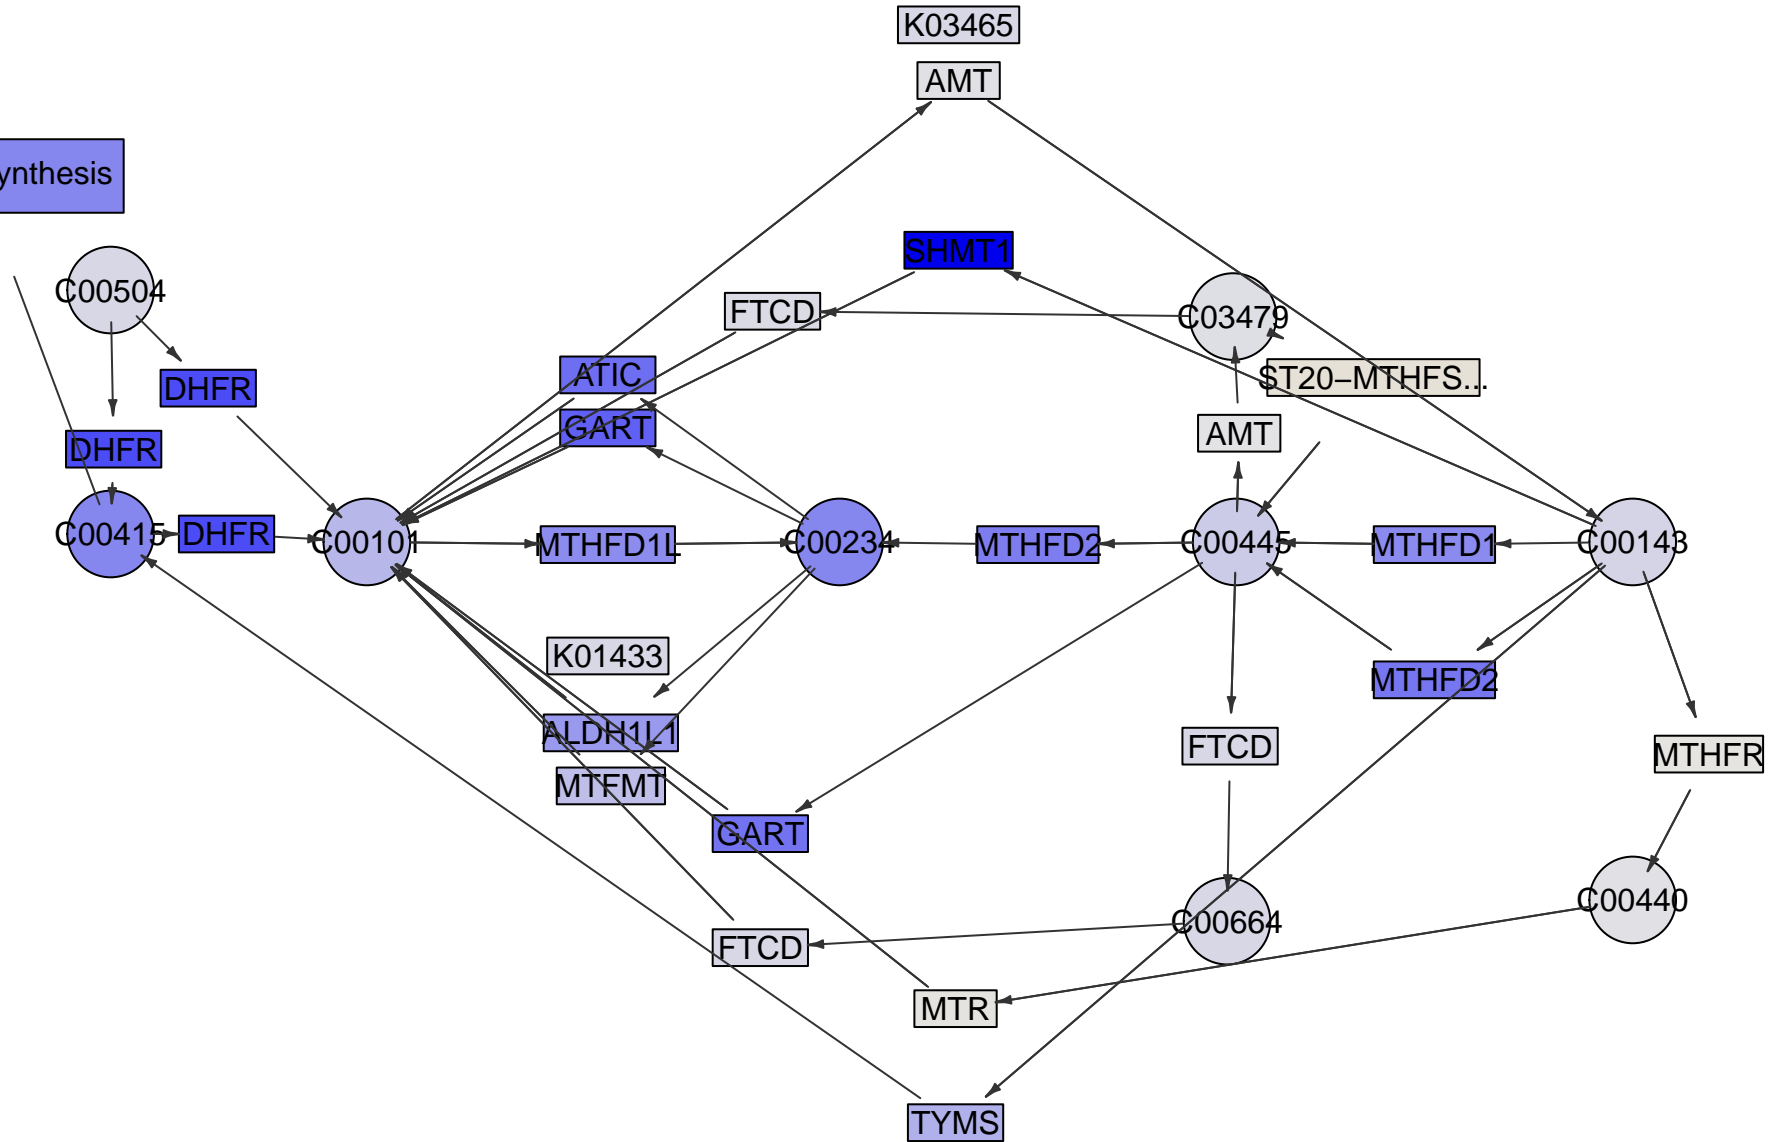 K03465
AMT
ynthesis
SHMT1
C00504
FTCD
C03479
ATIC
ST20−MTHFS...
DHFR
GART
AMT
DHFR
C00415
DHFR
C00101
MTHFD1L
C00234
MTHFD2
C00445
MTHFD1
C00143
K01433
MTHFD2
ALDH1L1
FTCD
MTHFR
MTFMT
GART
C00440
C00664
FTCD
MTR
TYMS